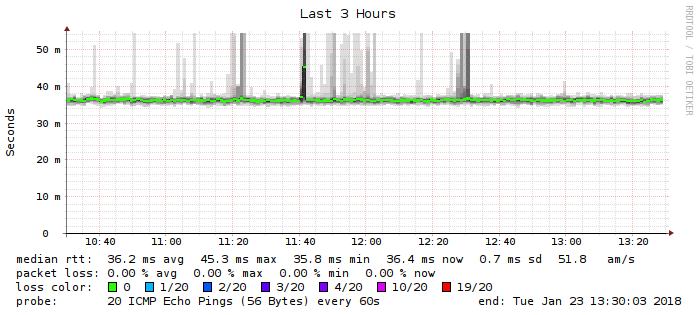 Last 3 Hours
RRDTOOL / TOBI OETIKER
Seconds
50 m
40 m
30 m
20 m
10 m
0
10:40 11:00 11:20 11:40 12:00 12:20 12:40 13:00 13:20
median rtt: 36.2 ms avg 45.3 ms max 35.8 ms min 36.4 ms now 0.7 ms sd 51.8 am/s
packet loss: 0.00 % avg 0.00 % max 0.00 % min 0.00 % now
loss color: 0 1/20 2/20 3/20 4/20 10/20 19/20
probe: 20 ICMP Echo Pings (56 Bytes) every 60s end: Tue Jan 23 13:30:03 2018